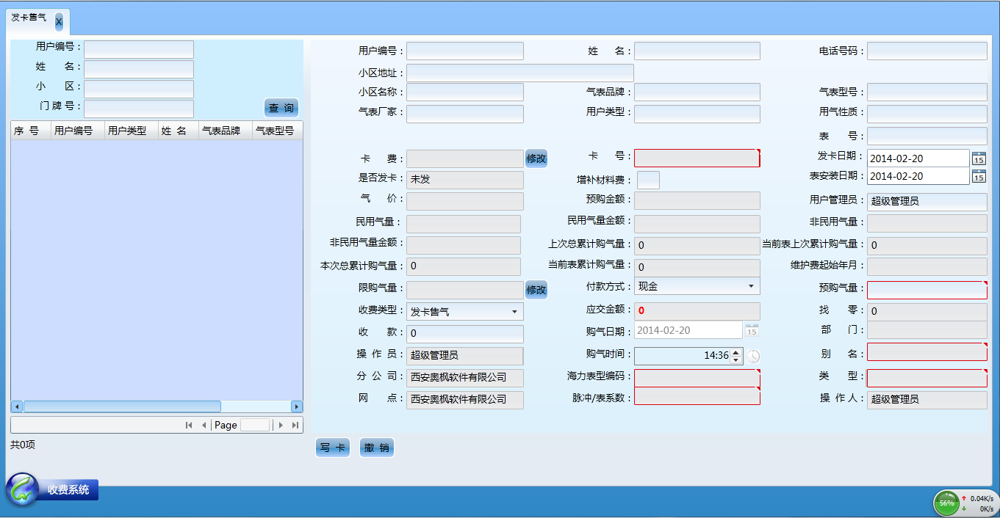 发卡售气 X
用户编号：
姓 名：
小 区：
门 牌 号：
查 询
序 号 用户编号 用户类型 姓 名 气表品牌 气表型号
Page
共0项
用户编号： 姓 名： 电话号码：
小区地址：
小区名称： 气表品牌： 气表型号：
气表厂家： 用户类型： 用气性质：
表 号：
卡 费： 修改 卡 号： 发卡日期： 2014-02-20 15
是否发卡： 未发 增补材料费： 表安装日期： 2014-02-20 15
气 价： 预购金额： 用户管理员： 超级管理员
民用气量： 民用气量金额： 非民用气量：
非民用气量金额： 上次总累计购气量： 0 当前表上次累计购气量： 0
本次总累计购气量： 0 当前表累计购气量： 0 维护费起始年月：
限购气量： 修改 付款方式： 现金 预购气量：
收费类型： 发卡售气 应交金额： 0 找 零： 0
收 款： 0 购气日期： 2014-02-20 15 部 门：
操 作 员： 超级管理员 购气时间： 14:36 别 名：
分 公 司： 西安奥枫软件有限公司 海力表型编码： 类 型：
网 点： 西安奥枫软件有限公司 脉冲/表系数： 操 作 人： 超级管理员
写 卡 撤 销
收费系统
56% 0.04K/s
0K/s